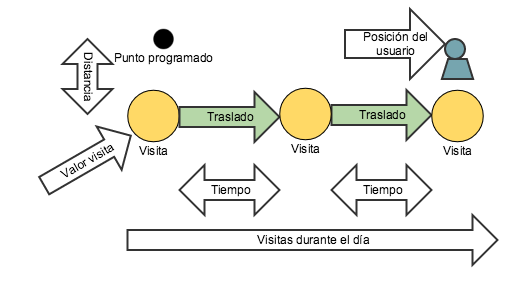 Posición del
usuario
Punto programado
Distancia
Traslado
Traslado
Valor visita
Visita
Visita
Visita
Tiempo
Tiempo
Visitas durante el día